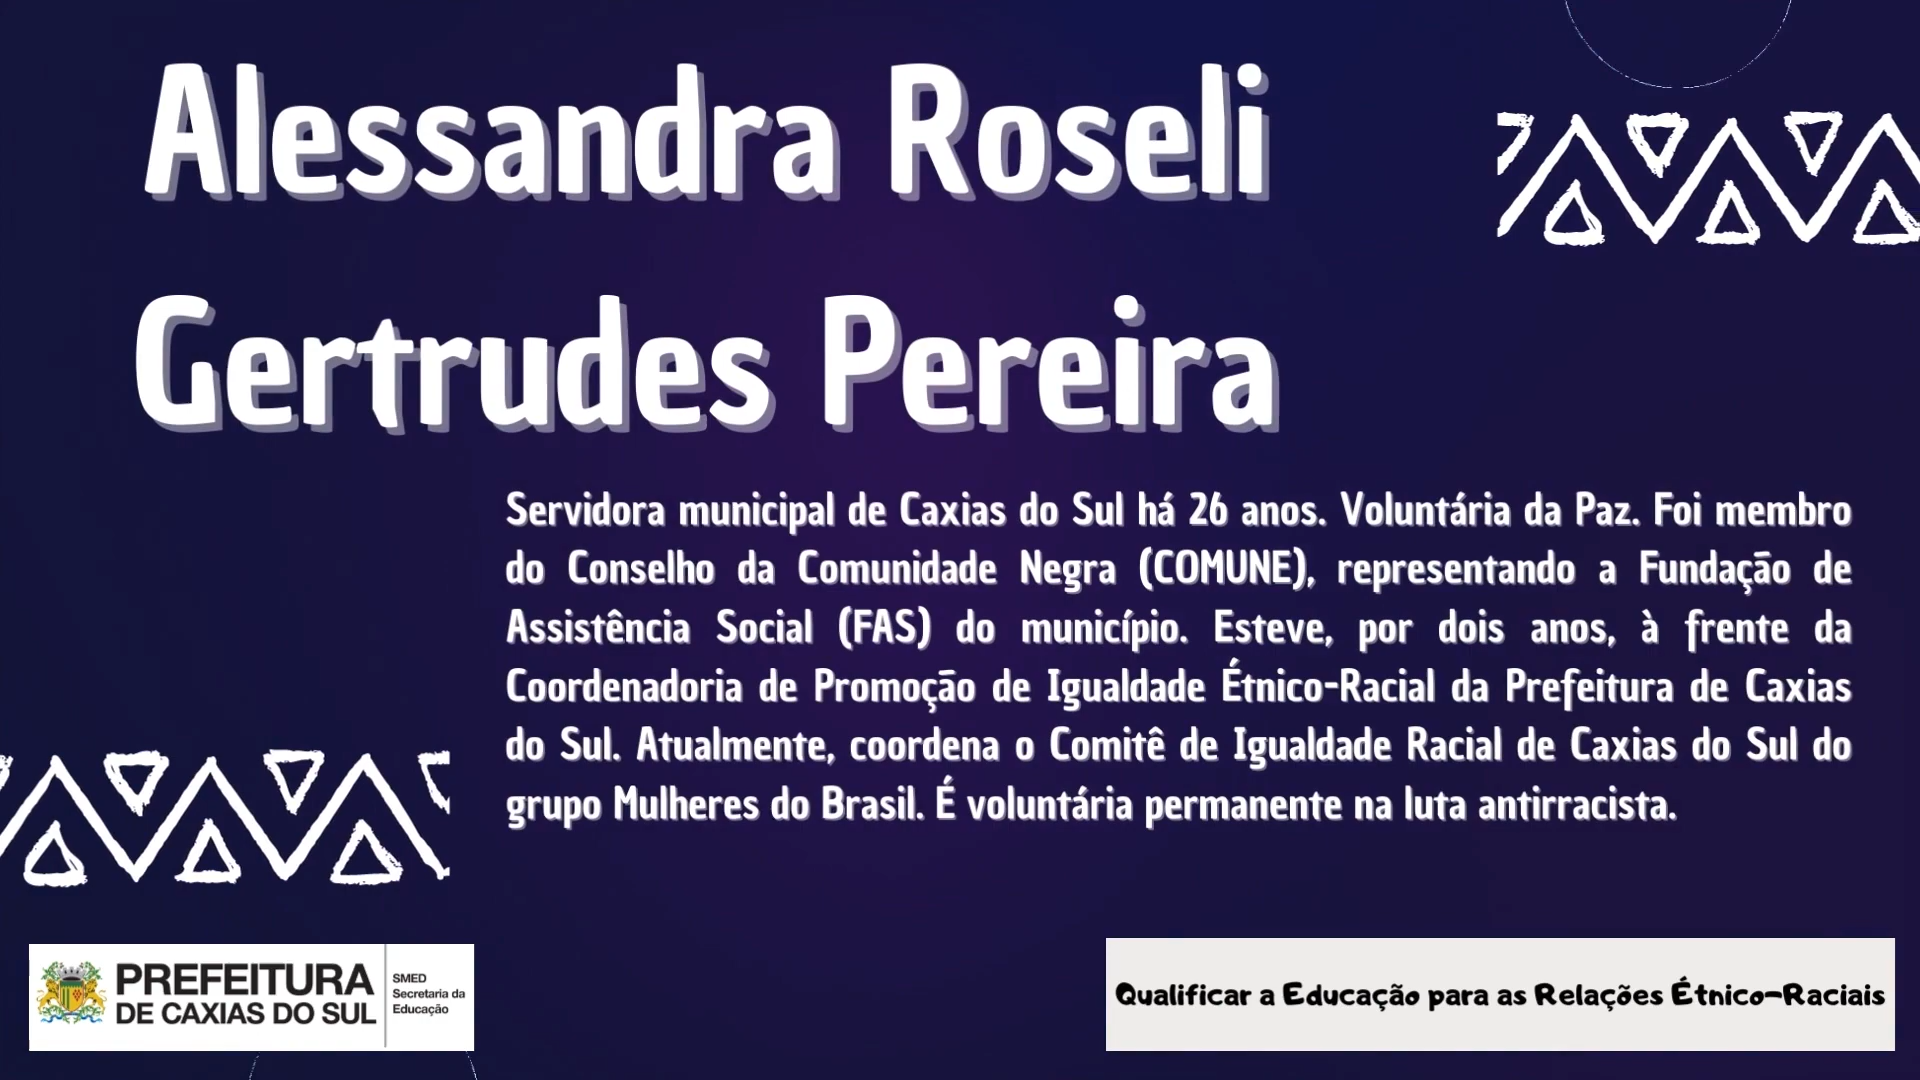 Alessandra Roseli
Gertrudes Pereira
Servidora municipal de Caxias do Sul há 26 anos. Voluntária da Paz. Foi membro
do Conselho da Comunidade Negra (COMUNE), representando a Fundação de
Assistência Social (FAS) do município. Esteve, por dois anos, à frente da
Coordenadoria de Promoção de Igualdade Étnico-Racial da Prefeitura de Caxias
do Sul. Atualmente, coordena o Comitê de Igualdade Racial de Caxias do Sul do
grupo Mulheres do Brasil. É voluntária permanente na luta antirracista.
PREFEITURA
DE CAXIAS DO SUL
SMED
Secretaria da
Educação
Qualificar a Educação para as Relações Étnico-Raciais